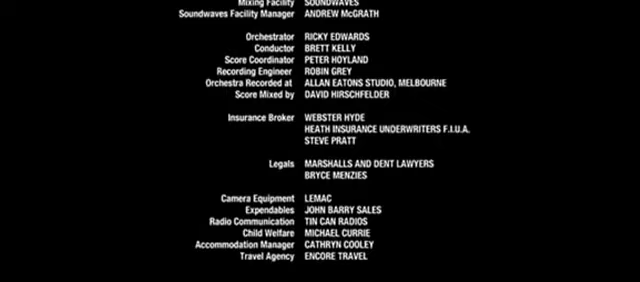 Mixing Facility SOUNDWAVES
Soundwaves Facility Manager ANDREW McGRATH
Orchestrator RICKY EDWARDS
Conductor BRETT KELLY
Score Coordinator PETER HOYLAND
Recording Engineer ROBIN GREY
Orchestra Recorded at ALLAN EATONS STUDIO, MELBOURNE
Score Mixed by DAVID HIRSCHFELDER
Insurance Broker WEBSTER HYDE
HEATH INSURANCE UNDERWRITERS F.I.U.A.
STEVE PRATT
Legals MARSHALLS AND DENT LAWYERS
BRYCE MENZIES
Camera Equipment LEMAC
Expendables JOHN BARRY SALES
Radio Communication TIN CAN RADIOS
Child Welfare MICHAEL CURRIE
Accommodation Manager CATHRYN COOLEY
Travel Agency ENCORE TRAVEL